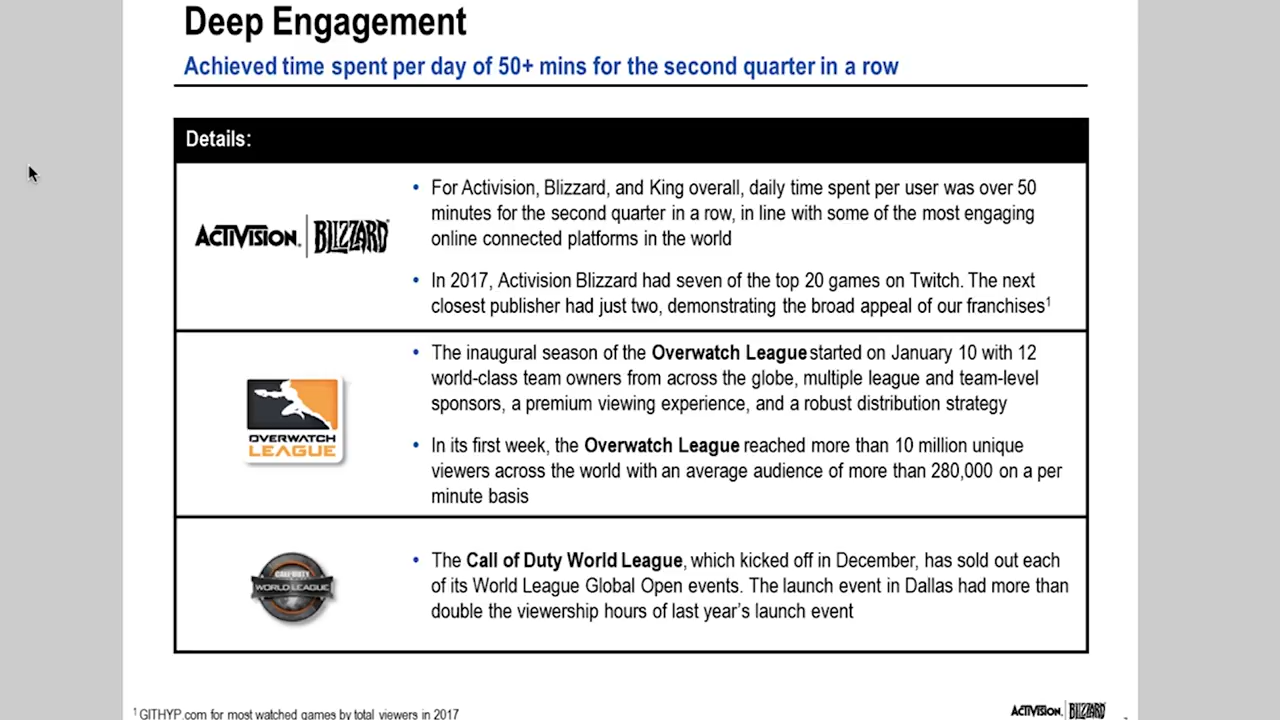 Deep Engagement
Achieved time spent per day of 50+ mins for the second quarter in a row
Details:
ACTIVISION. BLIZZARD
• For Activision, Blizzard, and King overall, daily time spent per user was over 50
minutes for the second quarter in a row, in line with some of the most engaging
online connected platforms in the world
• In 2017, Activision Blizzard had seven of the top 20 games on Twitch. The next
closest publisher had just two, demonstrating the broad appeal of our franchises¹
OVERWATCH
LEAGUE
• The inaugural season of the Overwatch League started on January 10 with 12
world-class team owners from across the globe, multiple league and team-level
sponsors, a premium viewing experience, and a robust distribution strategy
• In its first week, the Overwatch League reached more than 10 million unique
viewers across the world with an average audience of more than 280,000 on a per
minute basis
CALL OF DUTY
WORLD LEAGUE
• The Call of Duty World League, which kicked off in December, has sold out each
of its World League Global Open events. The launch event in Dallas had more than
double the viewership hours of last year's launch event
¹ GITHYP.com for most watched games by total viewers in 2017
ACTIVISION. BLIZZARD